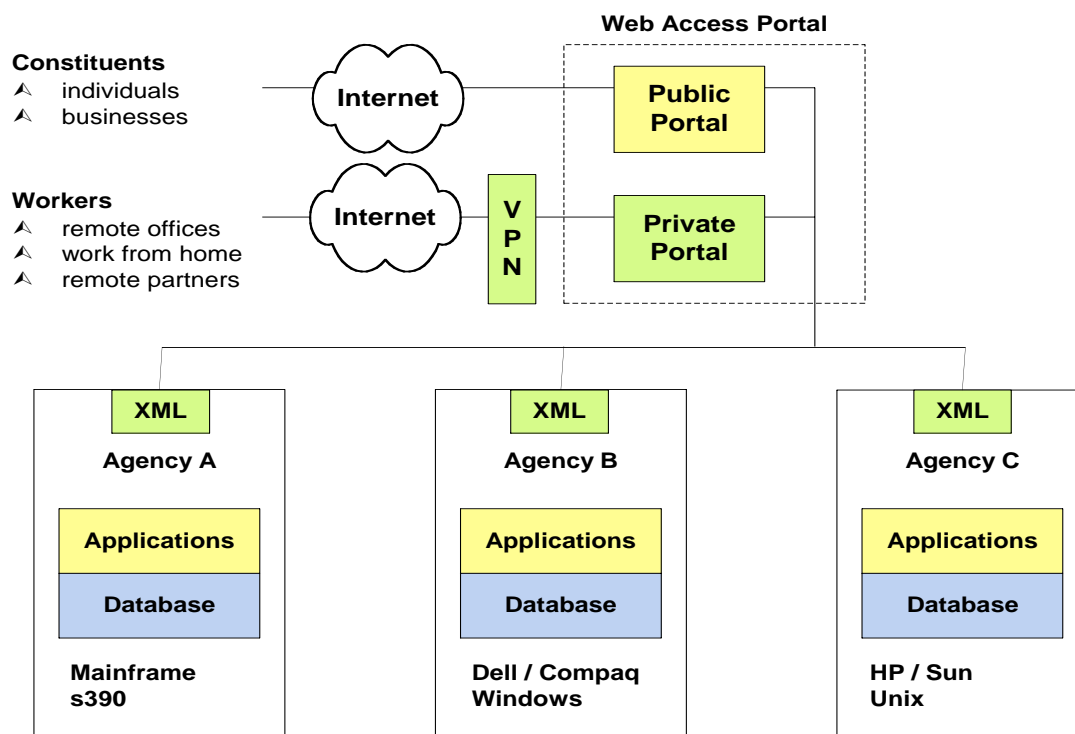 Web Access Portal
Constituents
individuals
businesses
Internet
Public
Portal
Workers
remote offices
work from home
remote partners
Internet
V
P
N
Private
Portal
XML
Agency A
Applications
Database
Mainframe
s390
XML
Agency B
Applications
Database
Dell / Compaq
Windows
XML
Agency C
Applications
Database
HP / Sun
Unix